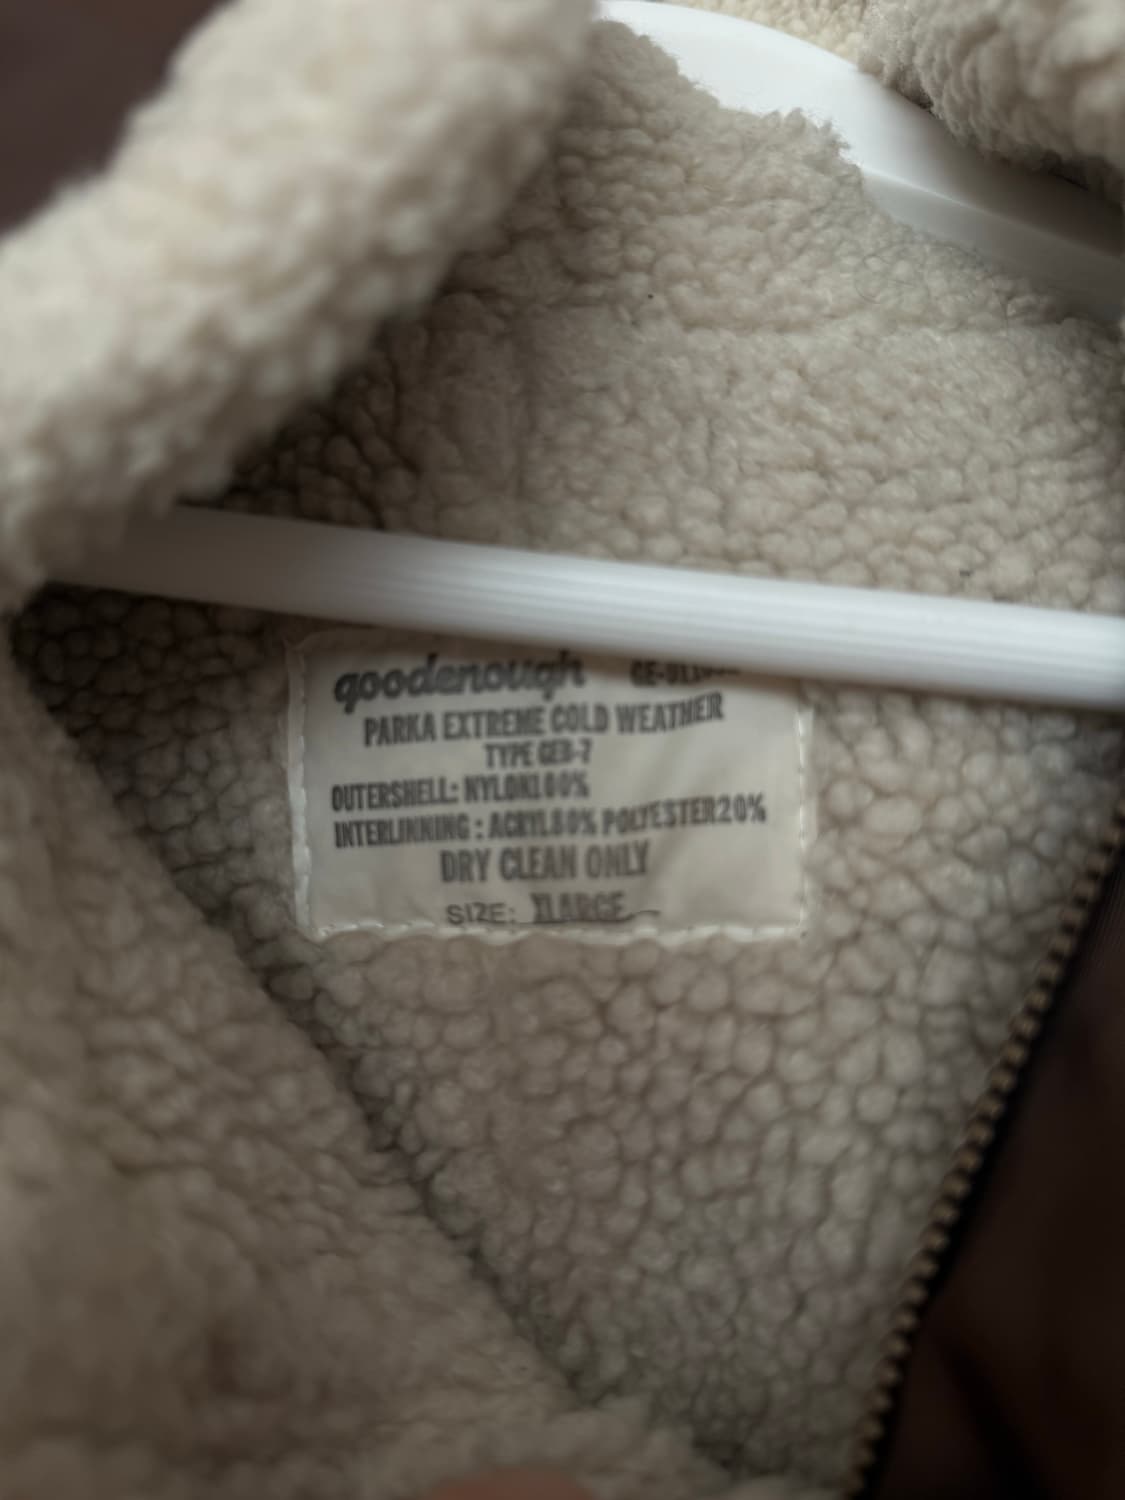 goodenough
PARKA EXTREME COLD WEATHER
TYPE GEB-7
OUTERSHELL: NYLON100%
INTERLINNING : ACRYL80% POLYESTER20%
DRY CLEAN ONLY
SIZE: XLARGE